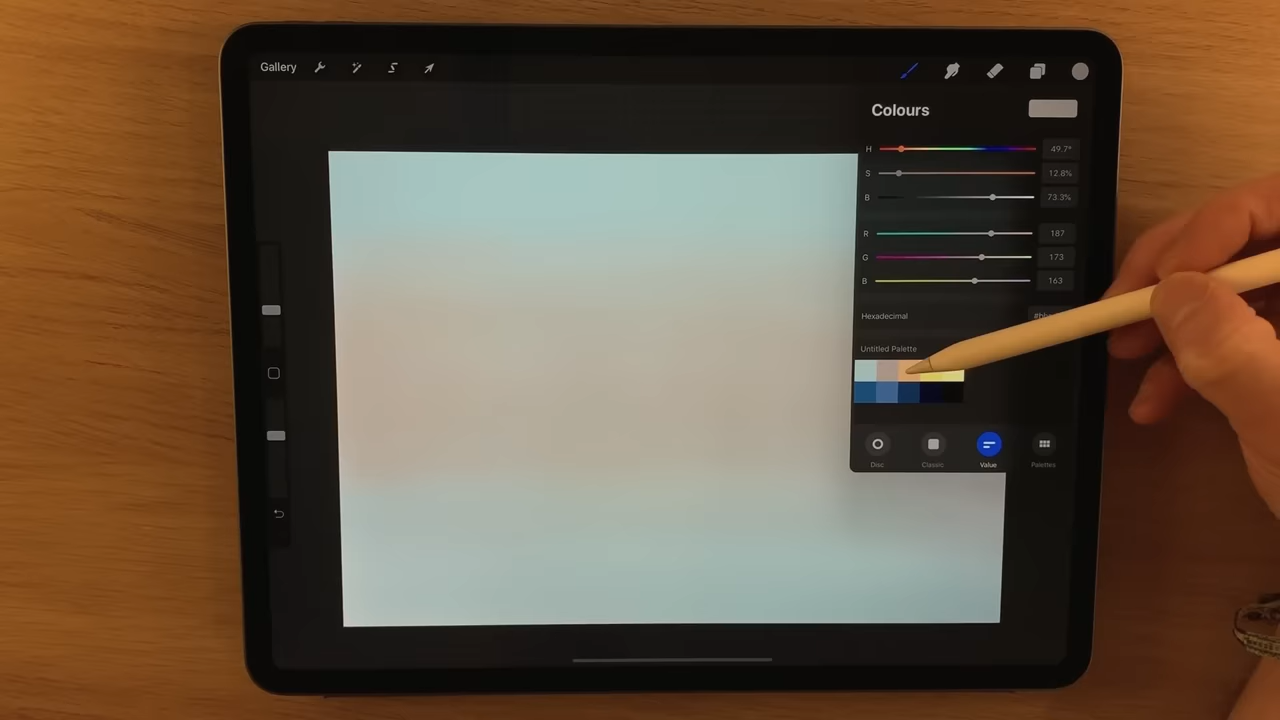 Gallery
Colours
H 49.7°
S 12.8%
B 73.3%
R 187
G 173
B 163
Hexadecimal
Untitled Palette
Disc Classic Value Palettes